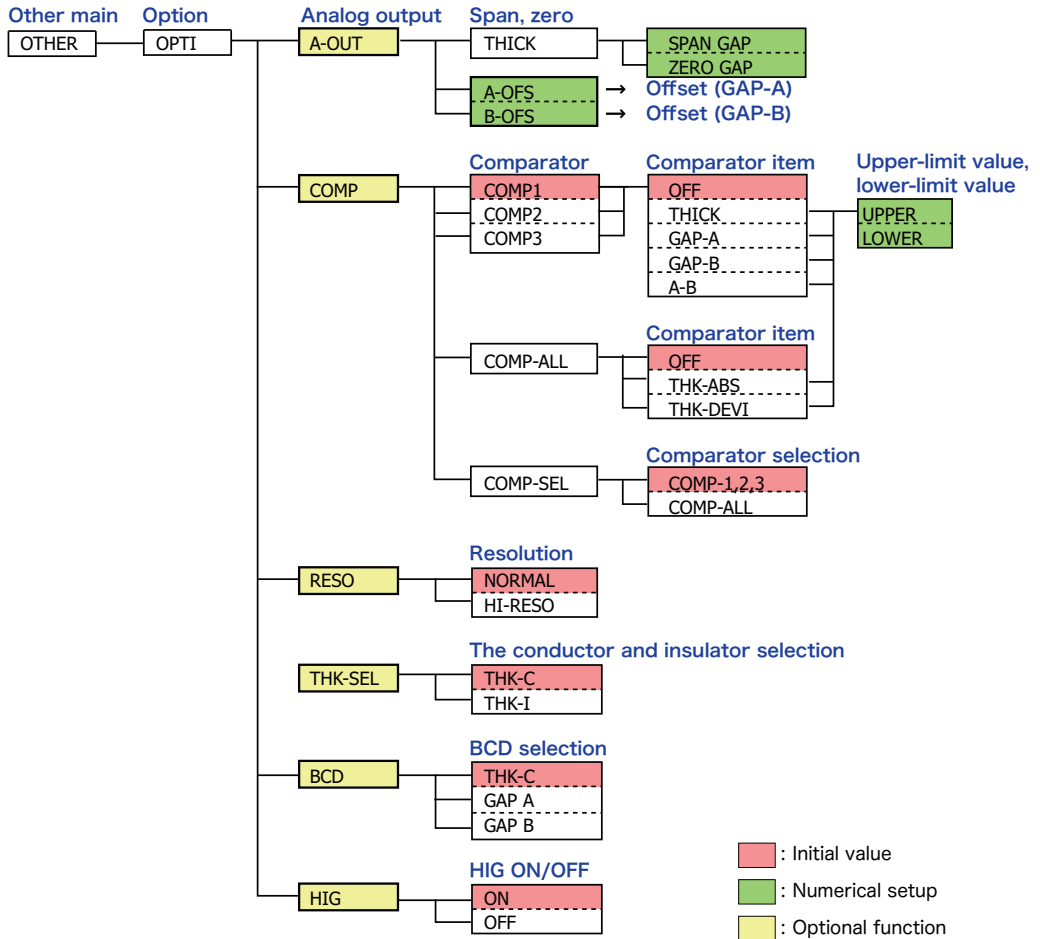 Other main
Option
Analog output
Span, zero
OTHER
OPTI
A-OUT
THICK
SPAN GAP
ZERO GAP
A-OFS
→ Offset (GAP-A)
B-OFS
→ Offset (GAP-B)
Comparator
Comparator item
Upper-limit value,
lower-limit value
COMP
COMP1
COMP2
COMP3
OFF
THICK
GAP-A
GAP-B
A-B
UPPER
LOWER
Comparator item
COMP-ALL
OFF
THK-ABS
THK-DEVI
Comparator selection
COMP-SEL
COMP-1,2,3
COMP-ALL
Resolution
RESO
NORMAL
HI-RESO
The conductor and insulator selection
THK-SEL
THK-C
THK-I
BCD selection
BCD
THK-C
GAP A
GAP B
HIG ON/OFF
HIG
ON
OFF
: Initial value
: Numerical setup
: Optional function